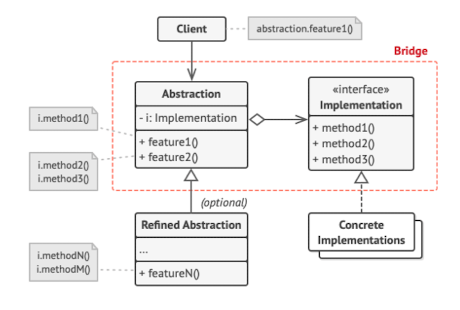 Client
abstraction.feature1()
Bridge
Abstraction
- i: Implementation
+ feature1()
+ feature2()
«interface»
Implementation
+ method1()
+ method2()
+ method3()
i.method1()
i.method2()
i.method3()
(optional)
Refined Abstraction
...
+ featureN()
Concrete
Implementations
i.methodN()
i.methodM()